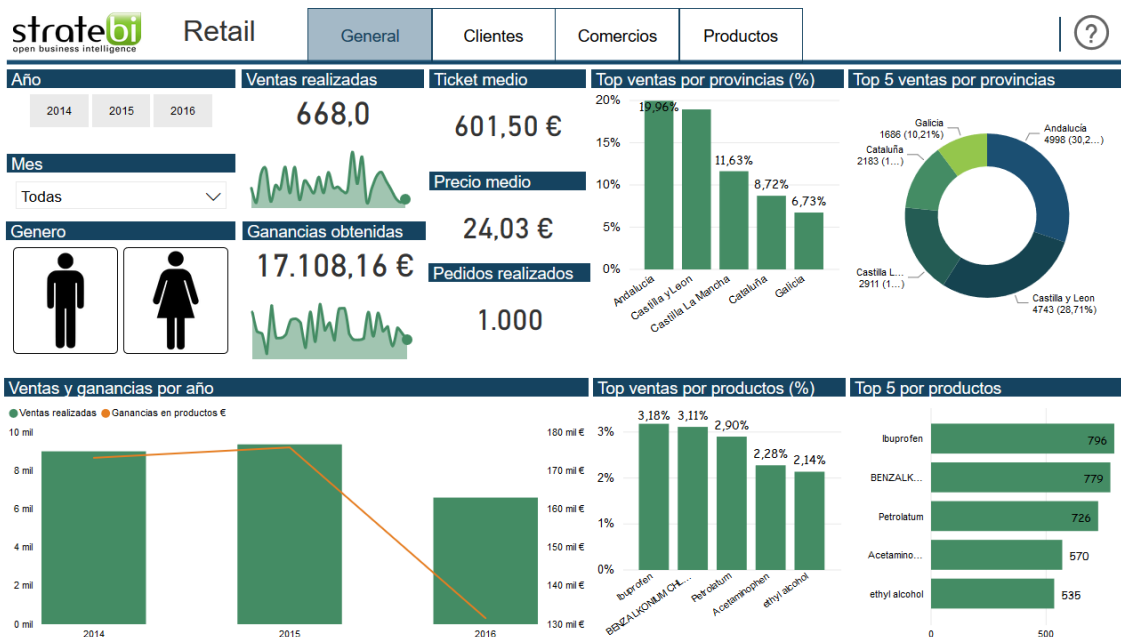 stratebi
open business intelligence
Retail
General
Clientes
Comercios
Productos
?
Año
2014
2015
2016
Mes
Todas
Genero
Ventas realizadas
668,0
Ganancias obtenidas
17.108,16 €
Ticket medio
601,50 €
Precio medio
24,03 €
Pedidos realizados
1.000
Top ventas por provincias (%)
20%
15%
10%
5%
0%
19,96%
11,63%
8,72%
6,73%
Andalucía
Castilla y Leon
Castilla La Mancha
Cataluña
Galicia
Top 5 ventas por provincias
Galicia
1686 (10,21%)
Cataluña
2183 (1...)
Castilla L...
2911 (1...)
Andalucía
4998 (30,2...)
Castilla y Leon
4743 (28,71%)
Ventas y ganancias por año
Ventas realizadas
Ganancias en productos €
10 mil
8 mil
6 mil
4 mil
2 mil
0 mil
180 mil €
170 mil €
160 mil €
150 mil €
140 mil €
130 mil €
2014
2015
2016
Top ventas por productos (%)
3%
2%
1%
0%
3,18%
3,11%
2,90%
2,28%
2,14%
Ibuprofen
BENZALKONIUM CHL...
Petrolatum
Acetaminophen
ethyl alcohol
Top 5 por productos
Ibuprofen
796
BENZALK...
779
Petrolatum
726
Acetamino...
570
ethyl alcohol
535
0
500